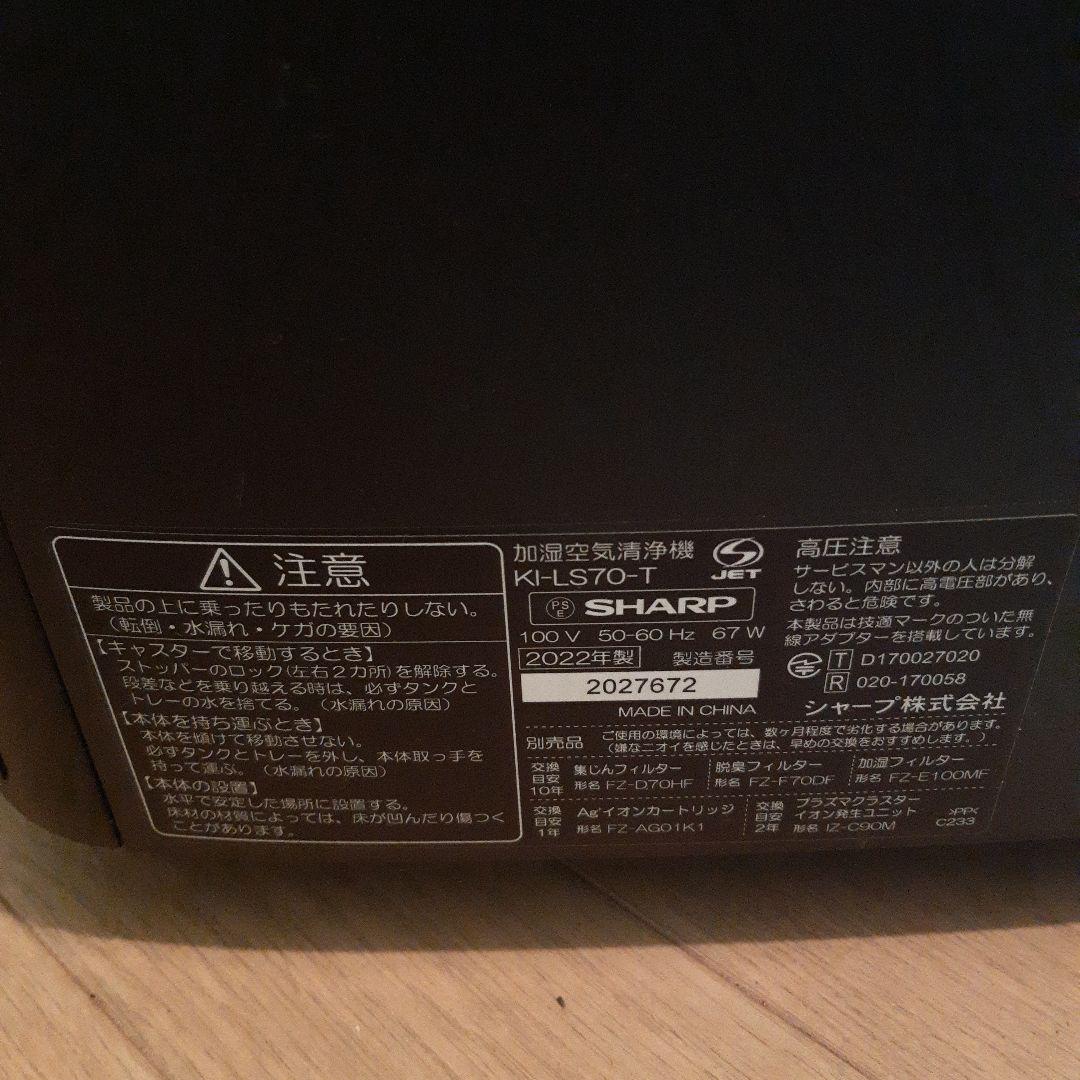 注意
製品の上に乗ったりもたれたりしない。
(転倒・水漏れ・ケガの要因)
【キャスターで移動するとき】
ストッパーのロック(左右2カ所)を解除する。
段差などを乗り越える時は、必ずタンクと
トレーの水を捨てる。(水漏れの原因)
【本体を持ち運ぶとき】
本体を傾けて移動させない。
必ずタンクとトレーを外し、本体取っ手を
持って運ぶ。(水漏れの原因)
【本体の設置】
水平で安定した場所に設置する。
床材の材質によっては、床が凹んだり傷つく
ことがあります。
加湿空気清浄機
KI-LS70-T
JET
PS
E
SHARP
100 V 50-60 Hz 67 W
2022年製 製造番号
2027672
MADE IN CHINA
高圧注意
サービスマン以外の人は分解
しない。内部に高電圧部があり、
さわると危険です。
本製品は技適マークのついた無
線アダプターを搭載しています。
T D170027020
R 020-170058
シャープ株式会社
別売品
ご使用の環境によっては、数ヶ月程度で劣化する場合があります。
(嫌なニオイを感じたときは、早めの交換をおすすめします。)
交換
目安
10年
集じんフィルター
形名 FZ-D70HF
脱臭フィルター
形名 FZ-F70DF
加湿フィルター
形名 FZ-E100MF
交換
目安
1年
Ag⁺イオンカートリッジ
形名 FZ-AG01K1
交換
目安
2年
プラズマクラスター
イオン発生ユニット
形名 IZ-C90M
>PP<
C233